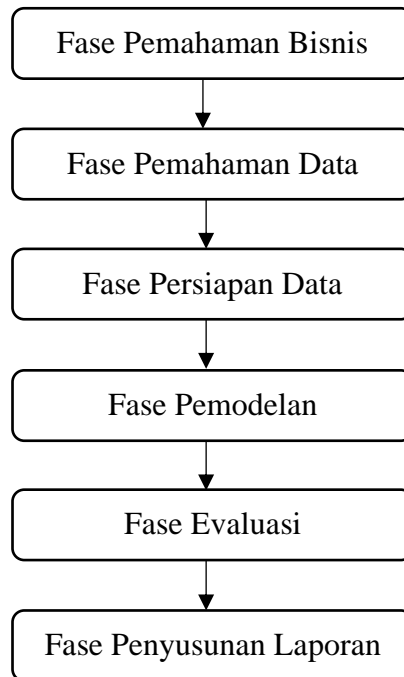 Fase Pemahaman Bisnis
Fase Pemahaman Data
Fase Persiapan Data
Fase Pemodelan
Fase Evaluasi
Fase Penyusunan Laporan